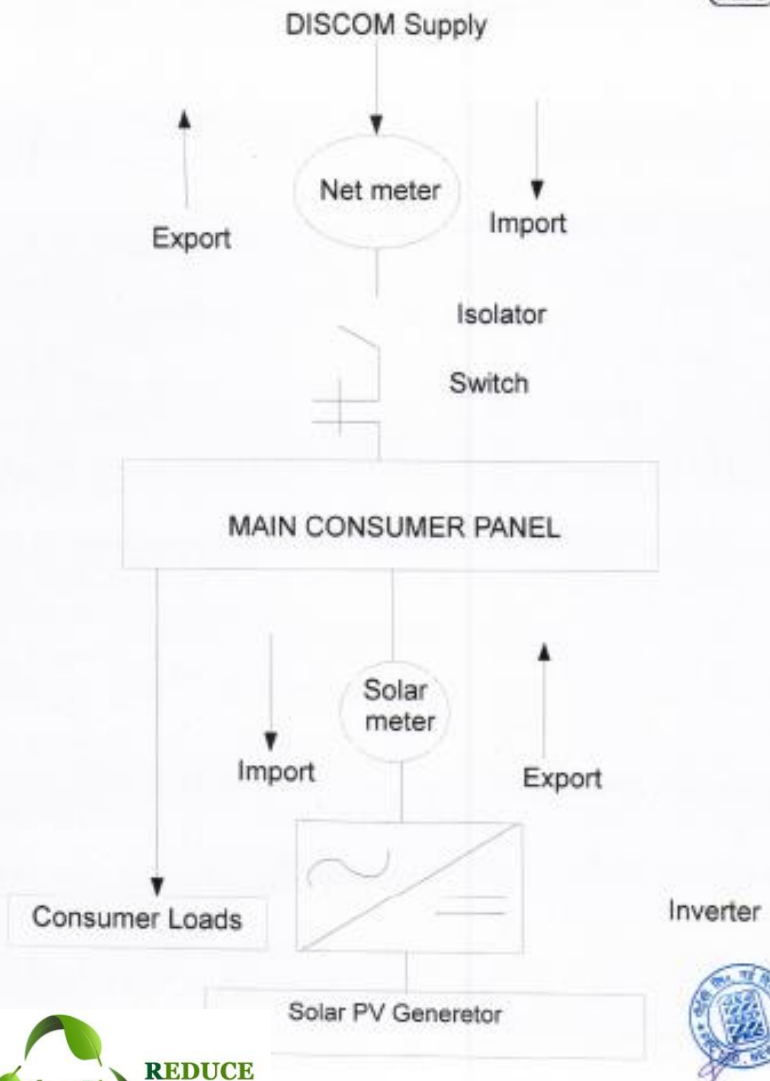 DISCOM Supply
Net meter
Export
Import
Isolator
Switch
MAIN CONSUMER PANEL
Solar
meter
Import
Export
Consumer Loads
Inverter
Solar PV Generetor
REDUCE